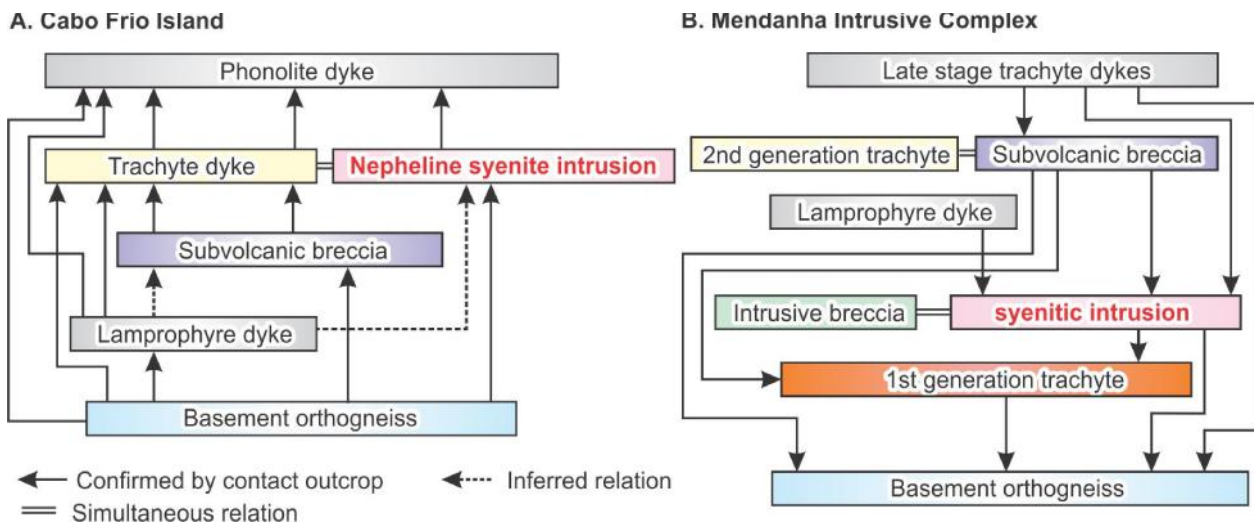 A. Cabo Frio Island
Phonolite dyke
Trachyte dyke
Nepheline syenite intrusion
Subvolcanic breccia
Lamprophyre dyke
Basement orthogneiss
Confirmed by contact outcrop
Inferred relation
Simultaneous relation
B. Mendanha Intrusive Complex
Late stage trachyte dykes
2nd generation trachyte
Subvolcanic breccia
Lamprophyre dyke
Intrusive breccia
syenitic intrusion
1st generation trachyte
Basement orthogneiss